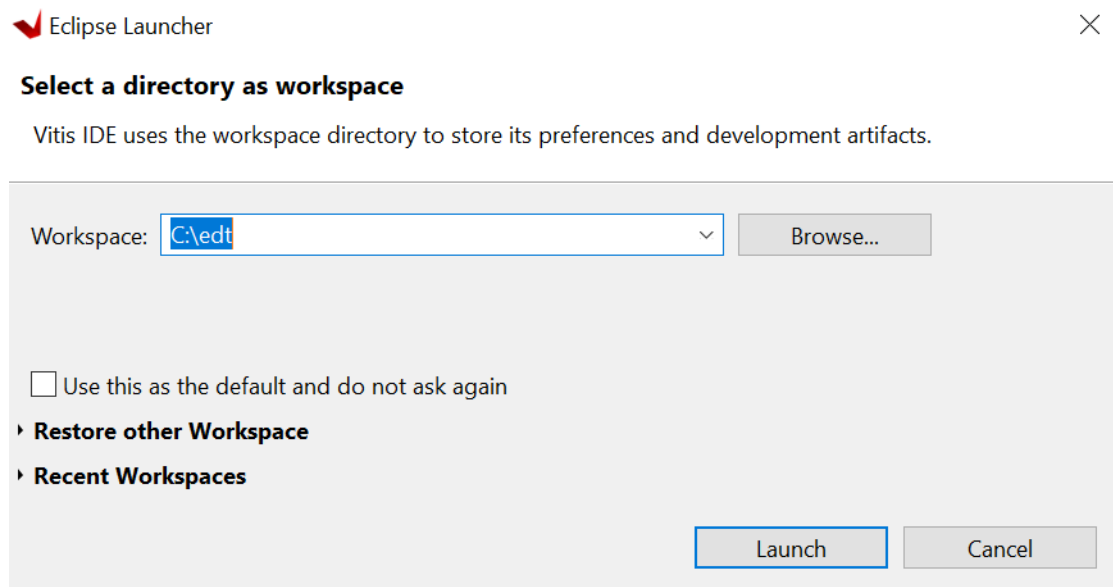 Eclipse Launcher
Select a directory as workspace
Vitis IDE uses the workspace directory to store its preferences and development artifacts.
Workspace: C:\edt Browse...
Use this as the default and do not ask again
Restore other Workspace
Recent Workspaces
Launch Cancel